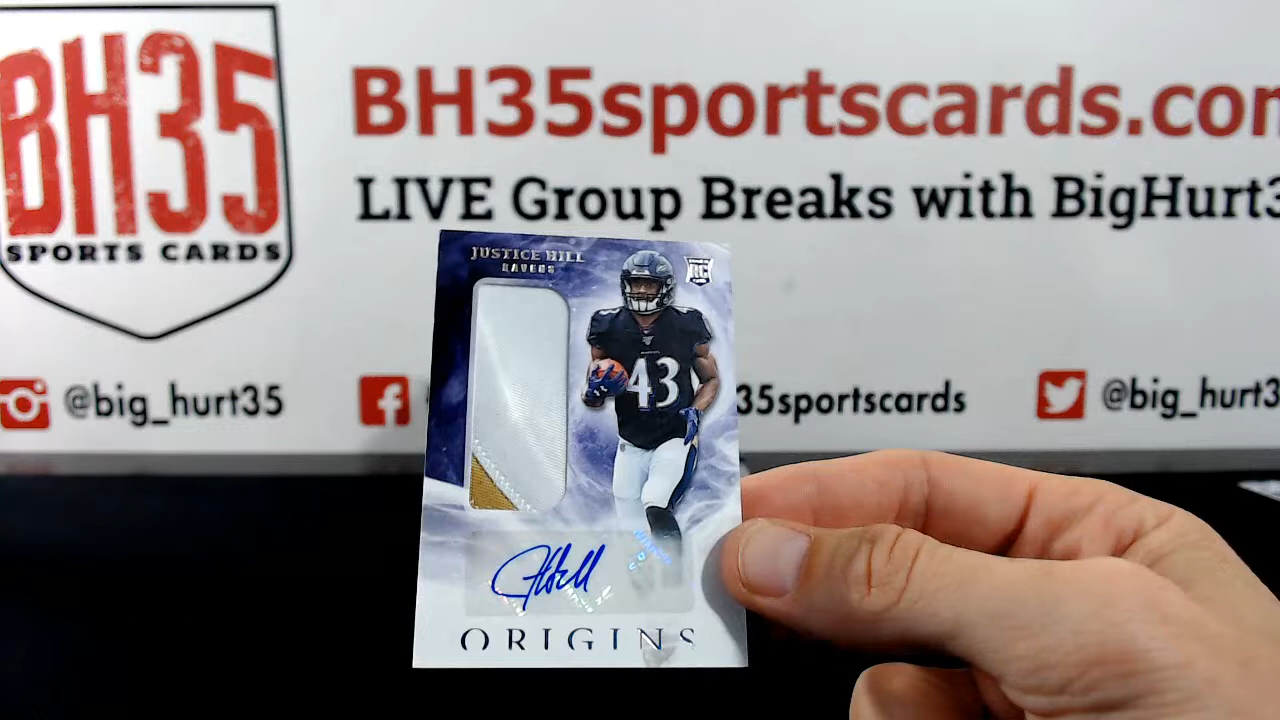 BH35
SPORTS CARDS
BH35sportscards.com
LIVE Group Breaks with BigHurt3
@big_hurt35
35sportscards
@big_hurt3
JUSTICE HILL
RAVENS
RC
43
JHill
ORIGINS